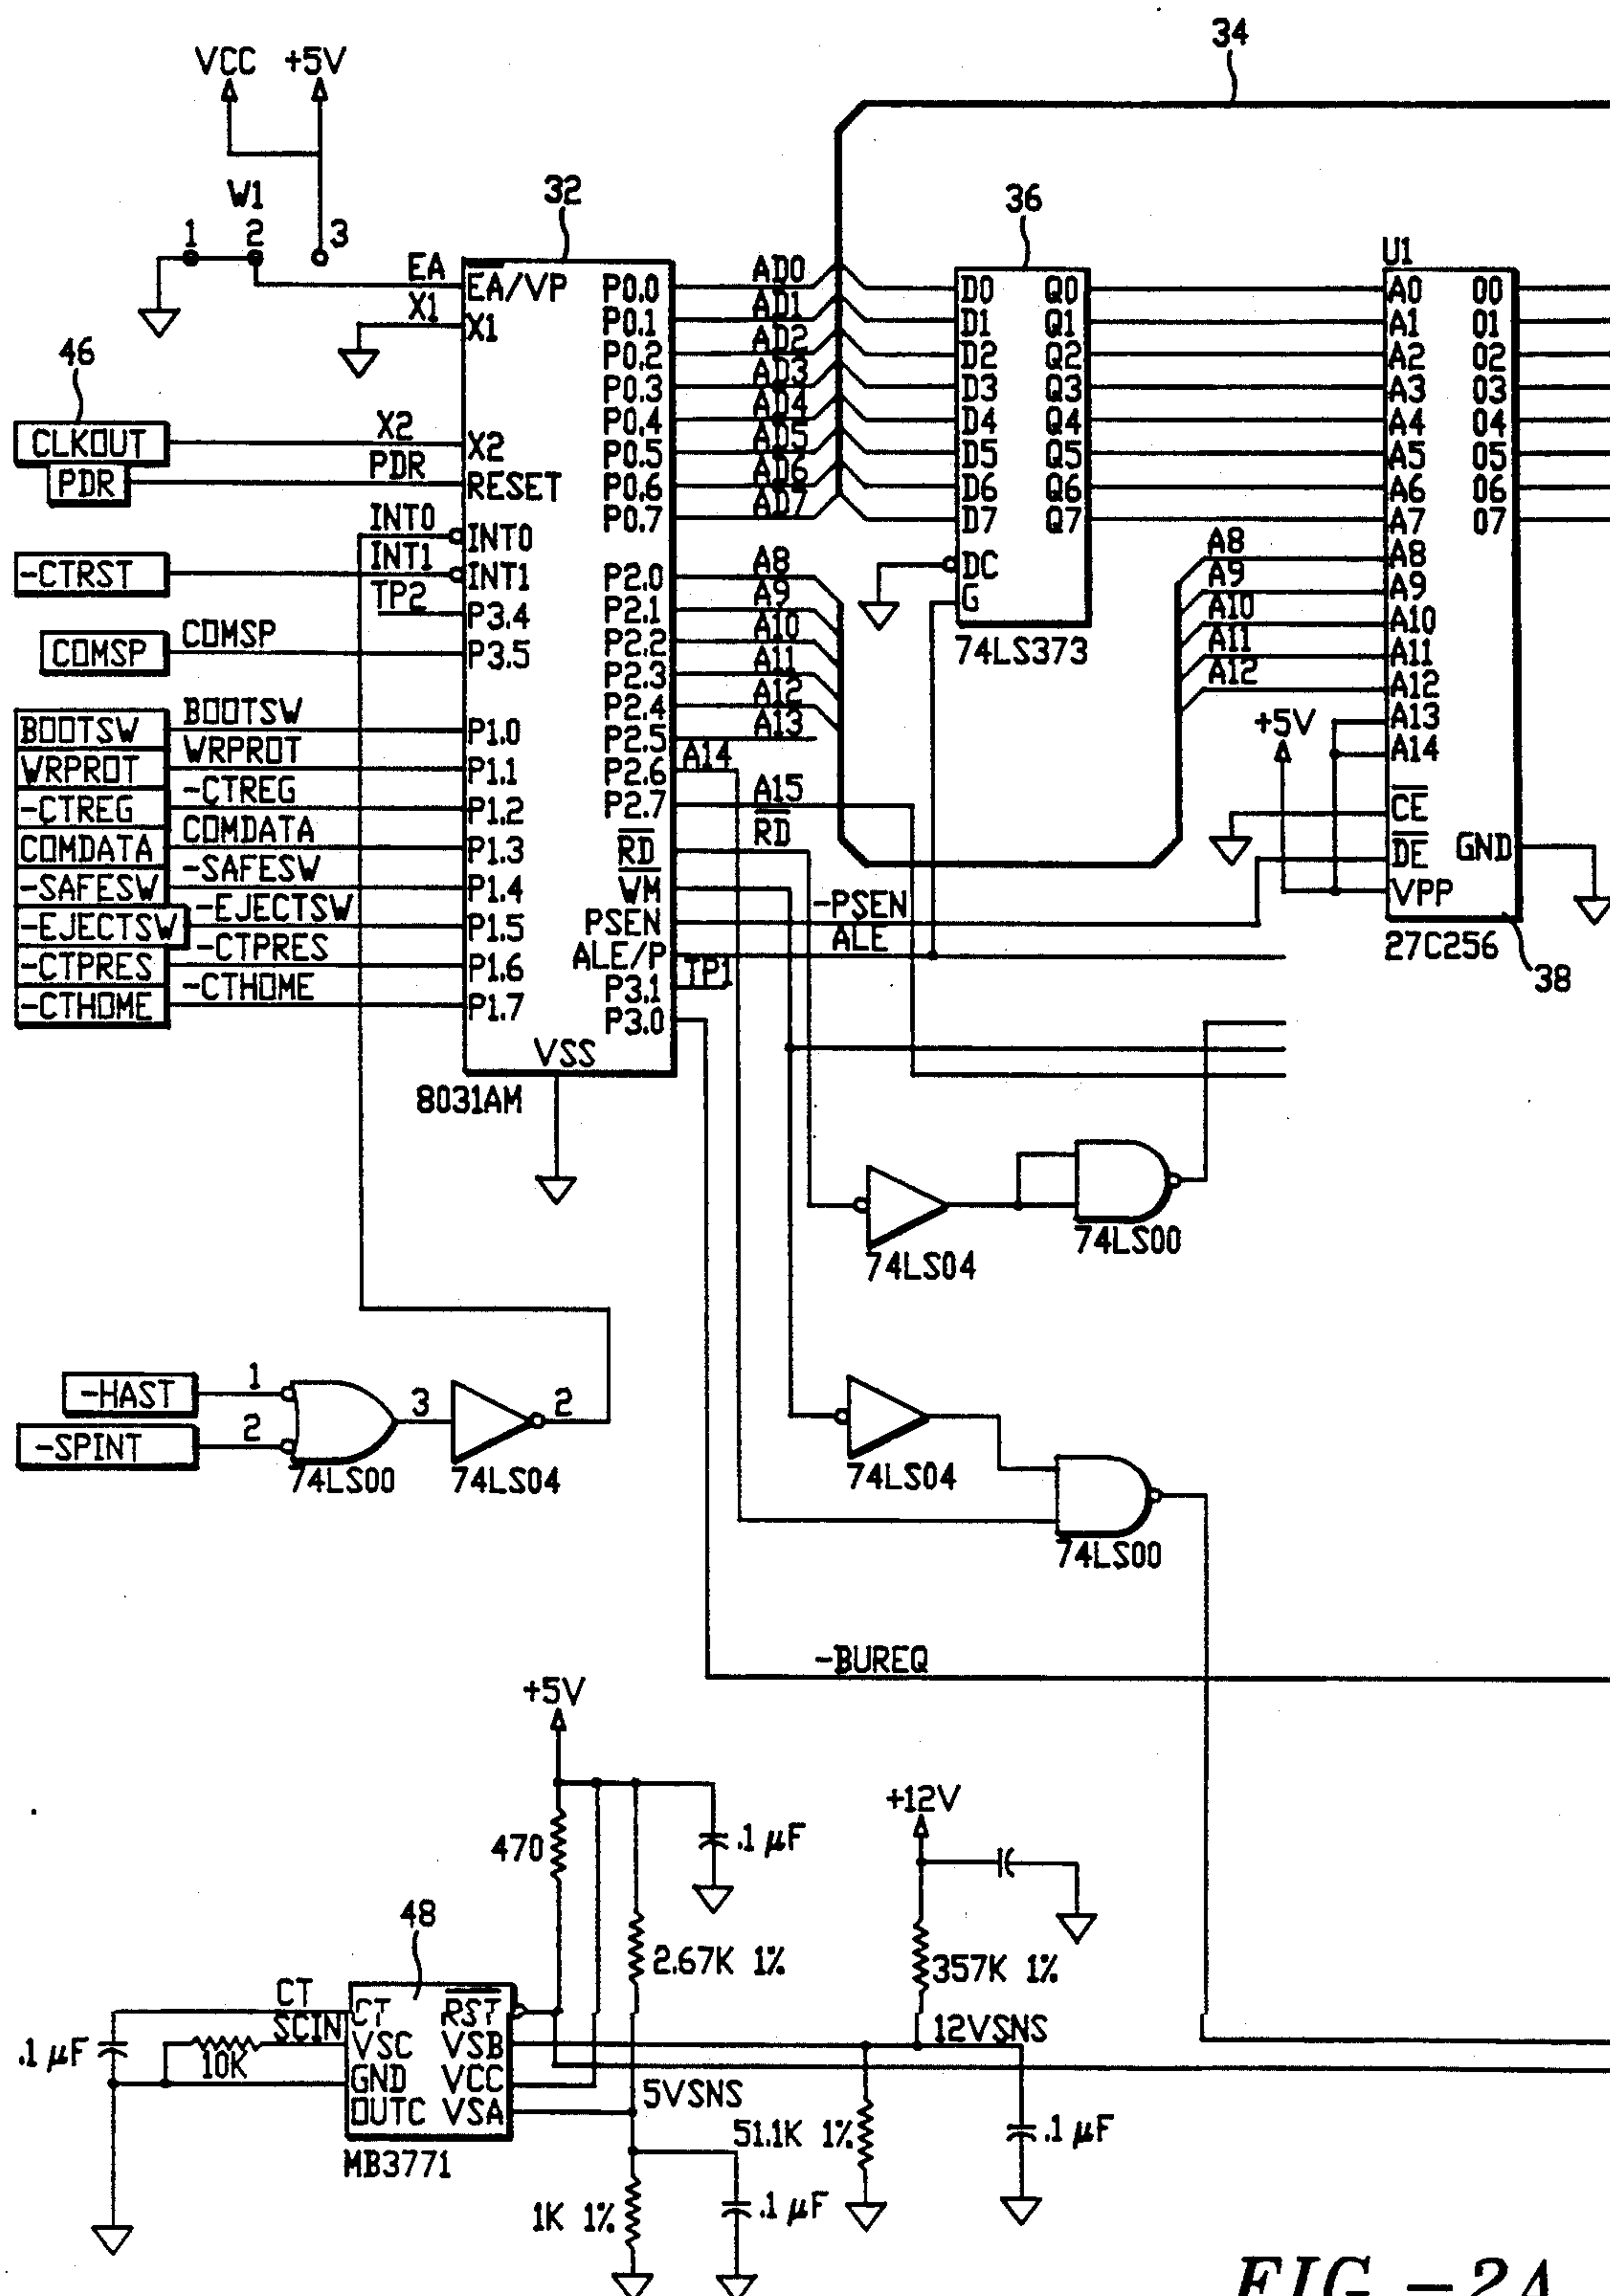 34
VCC +5V
W1
1 2 3
32
36
U1
EA
EA/VP
X1
X1
46
CLKOUT
X2
X2
PDR
PDR
RESET
INT0
INT0
-CTRST
INT1
INT1
TP2
P3.4
COMSP
COMSP
P3.5
BOOTSW
BOOTSW
P1.0
WRPROT
WRPROT
P1.1
-CTREG
-CTREG
P1.2
COMDATA
COMDATA
P1.3
-SAFESW
-SAFESW
P1.4
-EJECTSW
-EJECTSW
P1.5
-CTPRES
-CTPRES
P1.6
-CTHOME
-CTHOME
P1.7
P0.0 AD0
P0.1 AD1
P0.2 AD2
P0.3 AD3
P0.4 AD4
P0.5 AD5
P0.6 AD6
P0.7 AD7
P2.0 A8
P2.1 A9
P2.2 A10
P2.3 A11
P2.4 A12
P2.5 A13
P2.6 A14
P2.7 A15
RD RD
WM
PSEN -PSEN
ALE/P ALE
P3.1 TP1
P3.0
VSS
8031AM
D0 Q0
D1 Q1
D2 Q2
D3 Q3
D4 Q4
D5 Q5
D6 Q6
D7 Q7
OC
G
74LS373
A0 O0
A1 O1
A2 O2
A3 O3
A4 O4
A5 O5
A6 O6
A7 O7
A8 A8
A9 A9
A10 A10
A11 A11
A12 A12
+5V
A13
A14
CE
OE GND
VPP
27C256
38
74LS04
74LS00
-HAST 1
-SPINT 2
3
2
74LS00
74LS04
74LS04
74LS00
-BUREQ
+5V
470
.1 µF
+12V
48
2.67K 1%
357K 1%
CT
SCIN
.1 µF
10K
CT RST
VSC VSB
GND VCC
OUTC VSA
MB3771
12VSNS
5VSNS
51.1K 1%
.1 µF
1K 1%
.1 µF
FIG.-2A